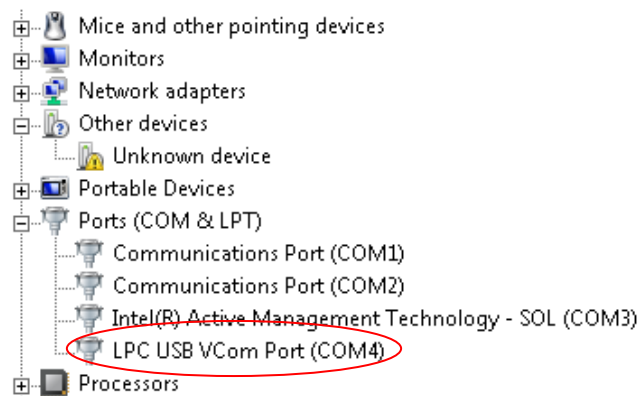 Mice and other pointing devices
Monitors
Network adapters
Other devices
Unknown device
Portable Devices
Ports (COM & LPT)
Communications Port (COM1)
Communications Port (COM2)
Intel(R) Active Management Technology - SOL (COM3)
LPC USB VCom Port (COM4)
Processors